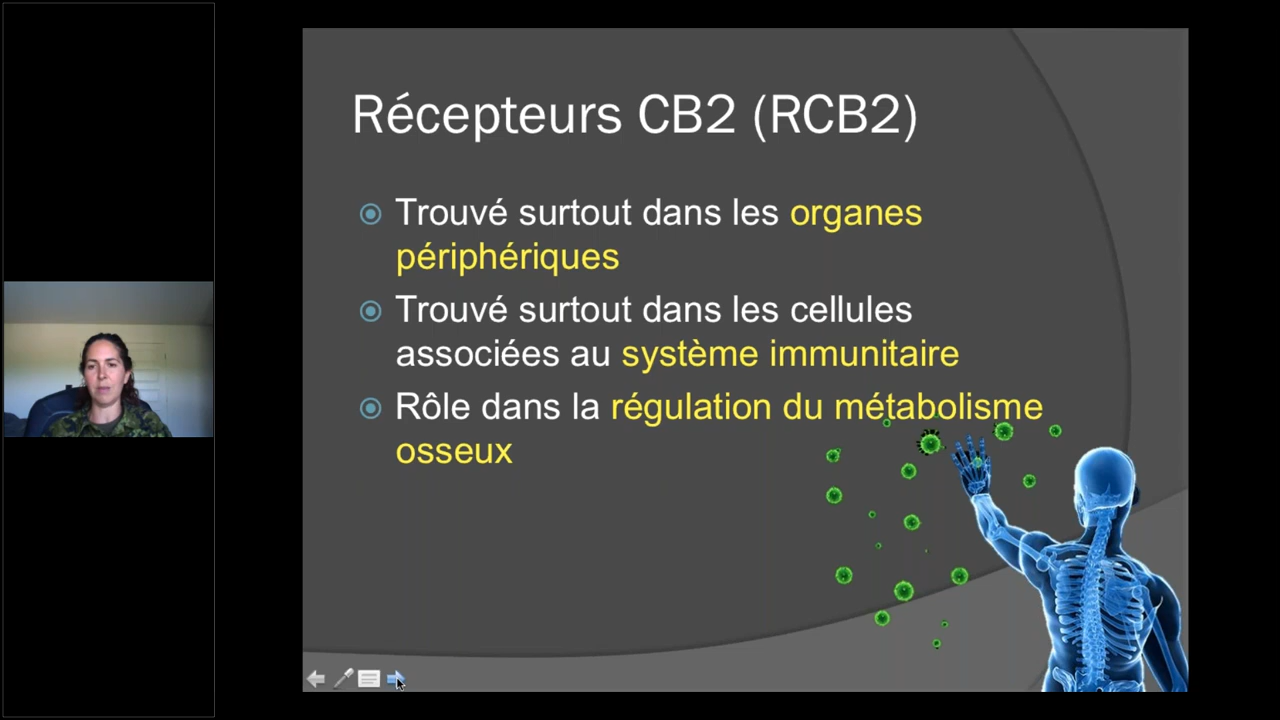 Récepteurs CB2 (RCB2)
Trouvé surtout dans les organes
périphériques
Trouvé surtout dans les cellules
associées au système immunitaire
Rôle dans la régulation du métabolisme
osseux